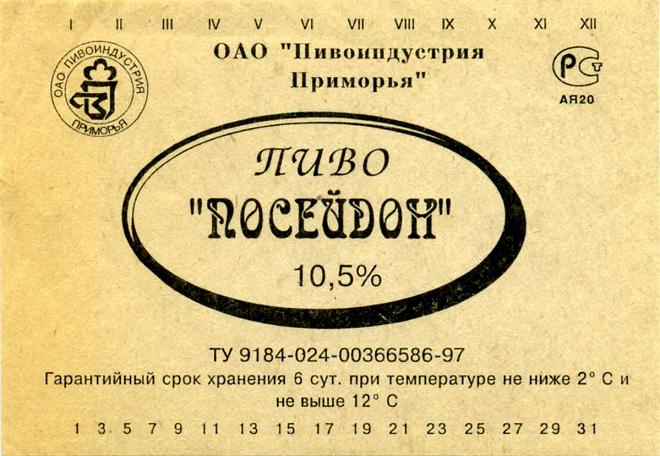 I II III IV V VI VII VIII IX X XI XII
ОАО "Пивоиндустрия
Приморья"
ОАО ПИВОИНДУСТРИЯ
ПРИМОРЬЯ
РСТ
АЯ20
ПИВО
"ПОСЕЙДОН"
10,5%
ТУ 9184-024-00366586-97
Гарантийный срок хранения 6 сут. при температуре не ниже 2° С и
не выше 12° С
1 3 5 7 9 11 13 15 17 19 21 23 25 27 29 31